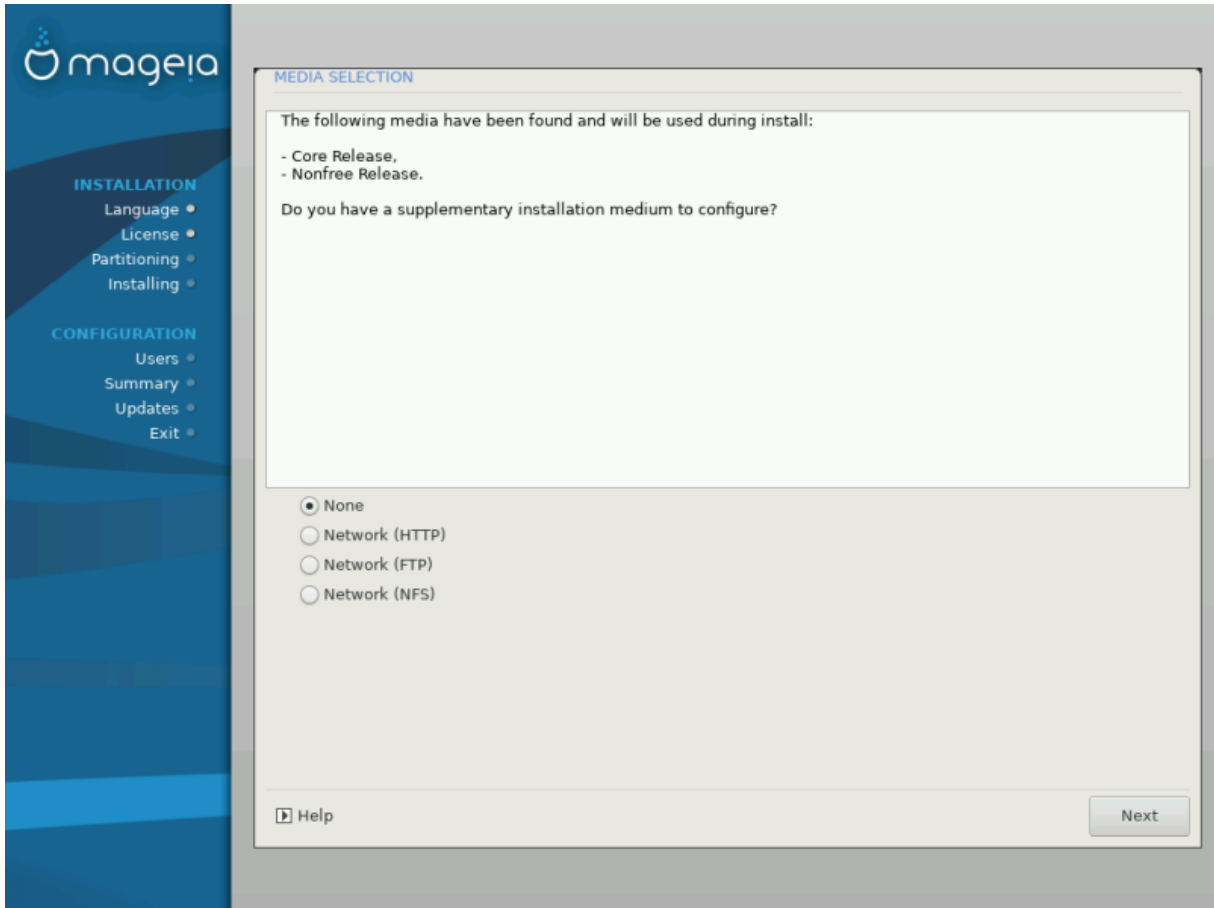 mageia
INSTALLATION
Language
License
Partitioning
Installing
CONFIGURATION
Users
Summary
Updates
Exit
MEDIA SELECTION
The following media have been found and will be used during install:
- Core Release,
- Nonfree Release.
Do you have a supplementary installation medium to configure?
None
Network (HTTP)
Network (FTP)
Network (NFS)
Help
Next